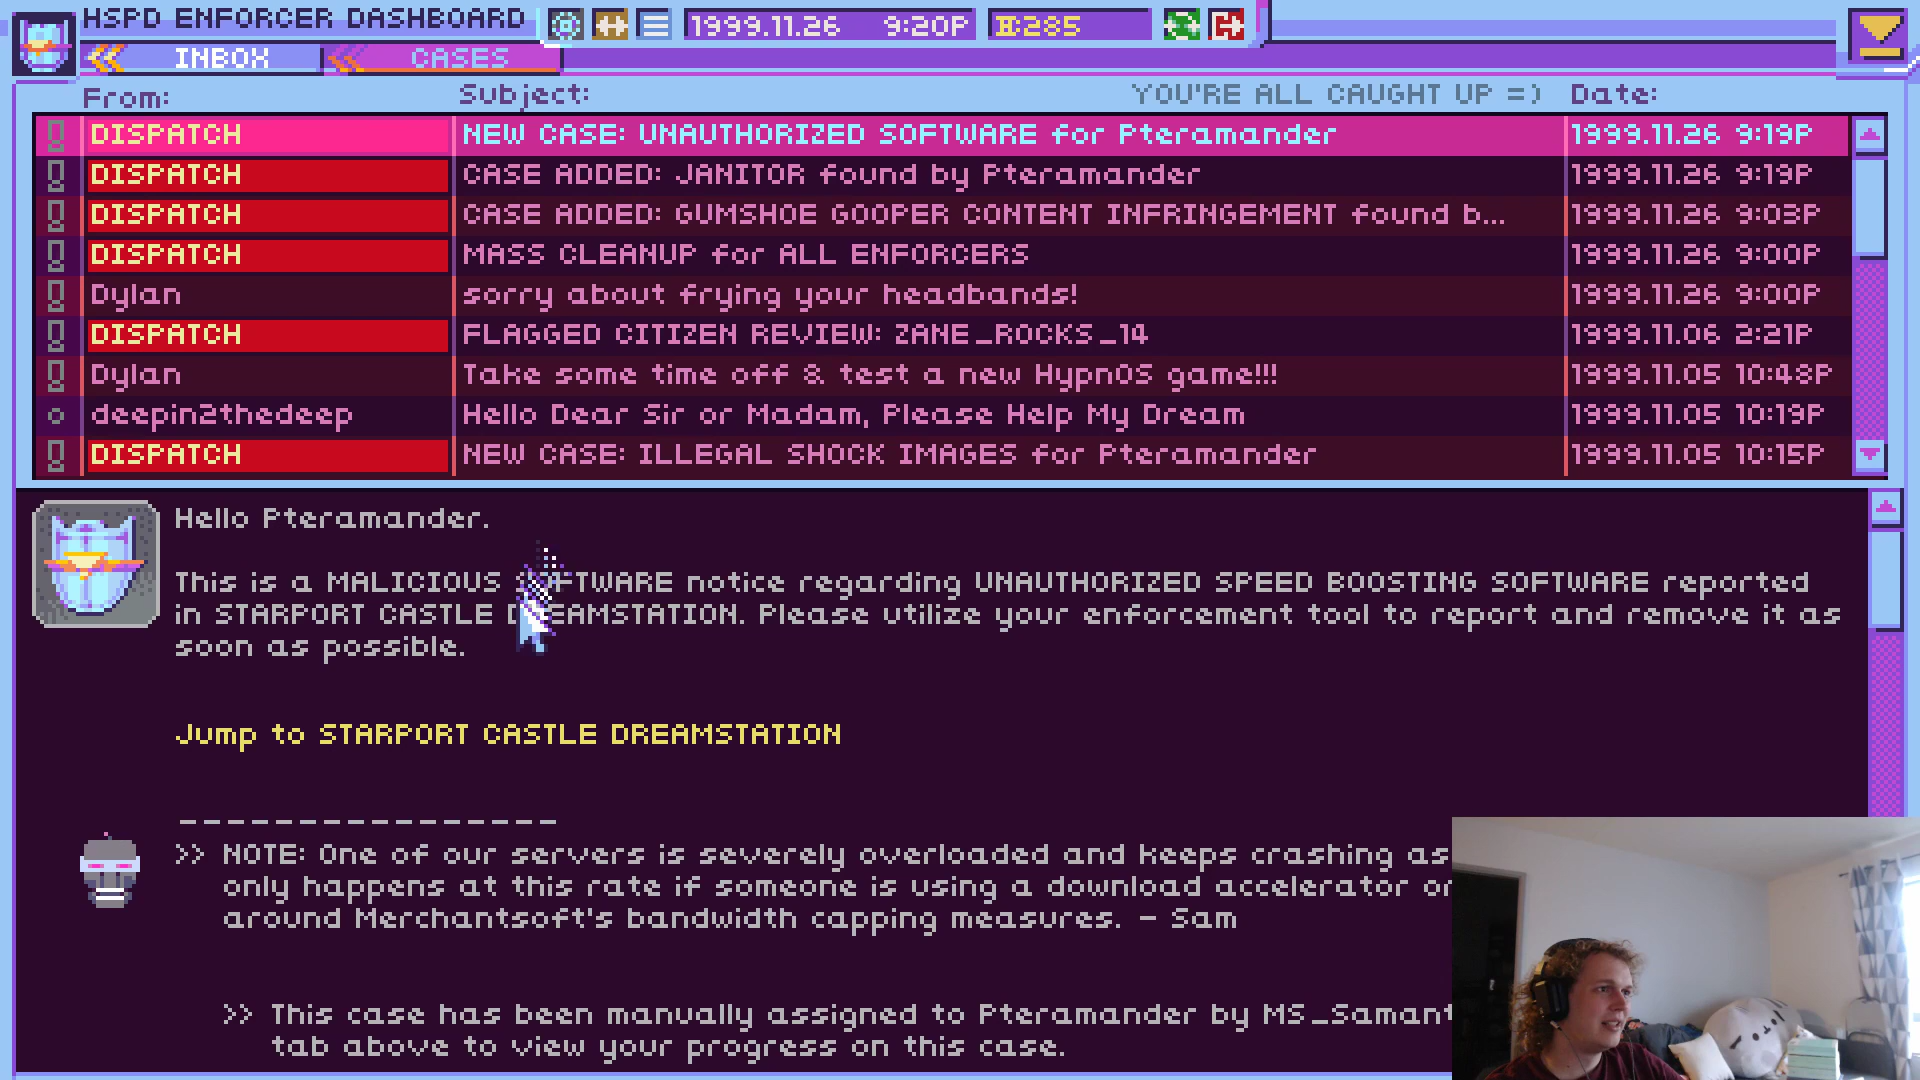 HSPD ENFORCER DASHBOARD
1999.11.26 9:20P
285
INBOX
CASES
From: Subject: YOU'RE ALL CAUGHT UP =) Date:
DISPATCH NEW CASE: UNAUTHORIZED SOFTWARE for Pteramander 1999.11.26 9:19P
DISPATCH CASE ADDED: JANITOR found by Pteramander 1999.11.26 9:19P
DISPATCH CASE ADDED: GUMSHOE GOOPER CONTENT INFRINGEMENT found b... 1999.11.26 9:03P
DISPATCH MASS CLEANUP for ALL ENFORCERS 1999.11.26 9:00P
Dylan sorry about frying your headbands! 1999.11.26 9:00P
DISPATCH FLAGGED CITIZEN REVIEW: ZANE_ROCKS_14 1999.11.06 2:21P
Dylan Take some time off & test a new HypnOS game!!! 1999.11.05 10:48P
deepin2thedeep Hello Dear Sir or Madam, Please Help My Dream 1999.11.05 10:19P
DISPATCH NEW CASE: ILLEGAL SHOCK IMAGES for Pteramander 1999.11.05 10:15P
Hello Pteramander.
This is a MALICIOUS SOFTWARE notice regarding UNAUTHORIZED SPEED BOOSTING SOFTWARE reported
in STARPORT CASTLE DREAMSTATION. Please utilize your enforcement tool to report and remove it as
soon as possible.
Jump to STARPORT CASTLE DREAMSTATION
----------------
>> NOTE: One of our servers is severely overloaded and keeps crashing as
only happens at this rate if someone is using a download accelerator or
around Merchantsoft's bandwidth capping measures. - Sam
>> This case has been manually assigned to Pteramander by MS_Samant
tab above to view your progress on this case.